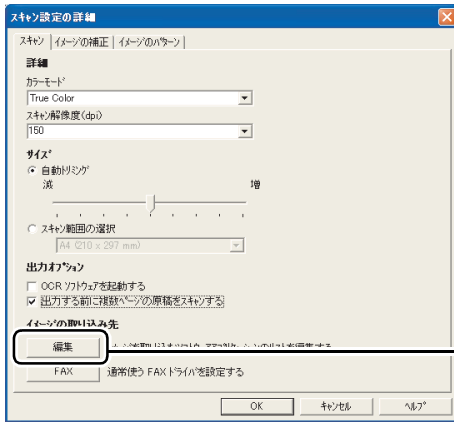 スキャン設定の詳細
スキャン イメージの補正 イメージのパターン
詳細
カラーモード
True Color
スキャン解像度(dpi)
150
サイズ
自動トリミング
減 増
スキャン範囲の選択
A4 (210 x 297 mm)
出力オプション
OCR ソフトウェアを起動する
出力する前に複数ページの原稿をスキャンする
イメージの取り込み先
編集
FAX 通常使う FAX ドライバを設定する
OK キャンセル ヘルプ